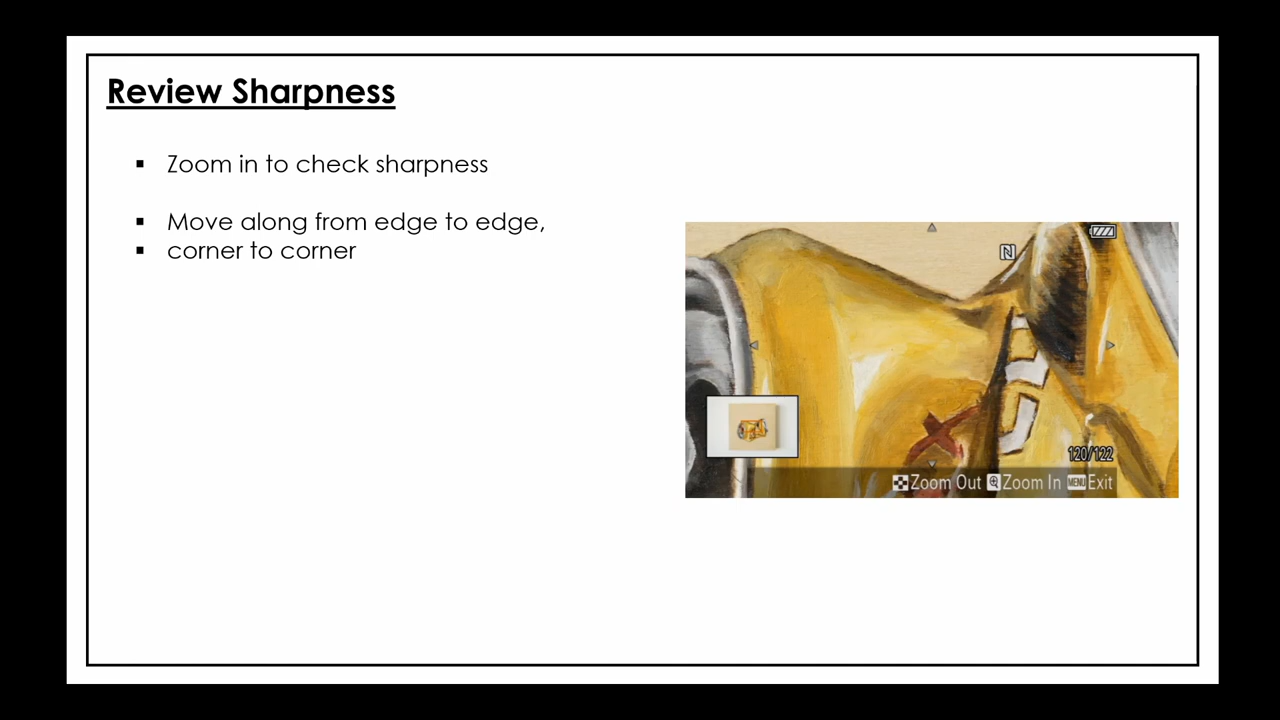 Review Sharpness
▪ Zoom in to check sharpness
▪ Move along from edge to edge,
▪ corner to corner
N
120/122
Zoom Out Zoom In MENU Exit